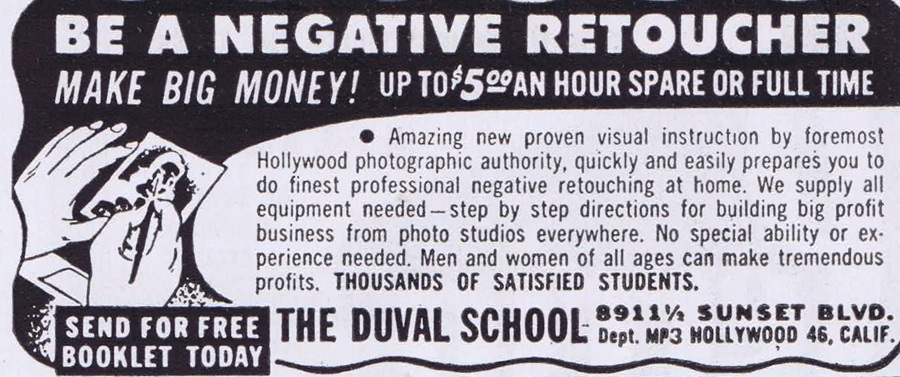 BE A NEGATIVE RETOUCHER
MAKE BIG MONEY! UP TO $5.00 AN HOUR SPARE OR FULL TIME
● Amazing new proven visual instruction by foremost
Hollywood photographic authority, quickly and easily prepares you to
do finest professional negative retouching at home. We supply all
equipment needed—step by step directions for building big profit
business from photo studios everywhere. No special ability or ex-
perience needed. Men and women of all ages can make tremendous
profits. THOUSANDS OF SATISFIED STUDENTS.
SEND FOR FREE
BOOKLET TODAY
THE DUVAL SCHOOL
8911½ SUNSET BLVD.
Dept. MP3 HOLLYWOOD 46, CALIF.